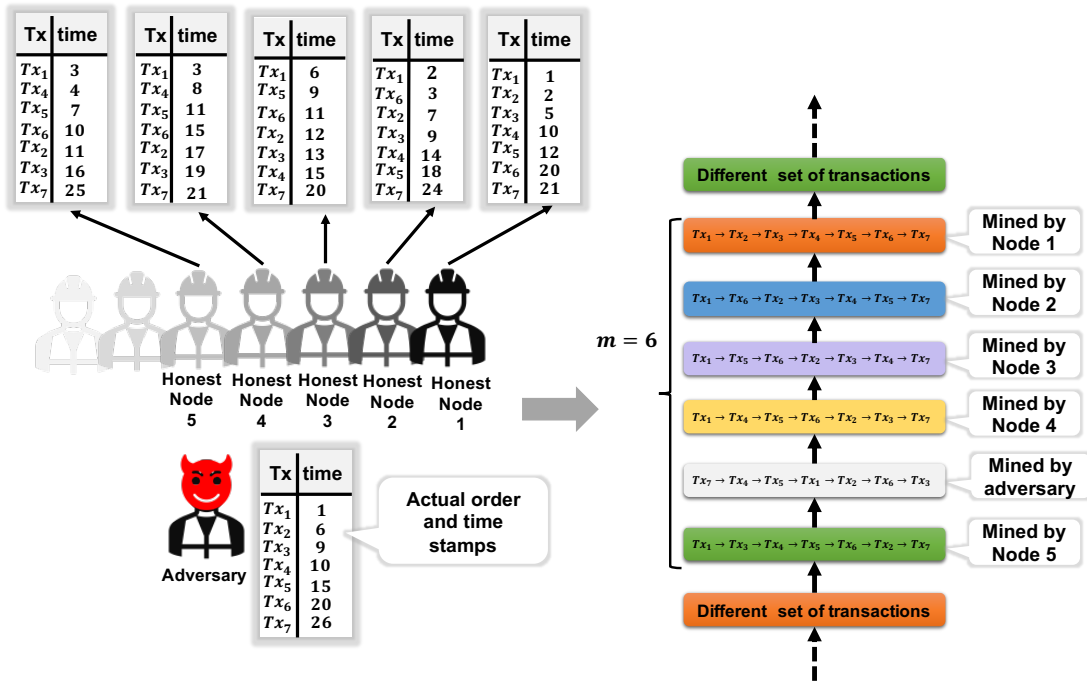 Tx time
Tx₁ 3
Tx₄ 4
Tx₅ 7
Tx₆ 10
Tx₂ 11
Tx₃ 16
Tx₇ 25
Tx time
Tx₁ 3
Tx₄ 8
Tx₅ 11
Tx₆ 15
Tx₂ 17
Tx₃ 19
Tx₇ 21
Tx time
Tx₁ 6
Tx₅ 9
Tx₆ 11
Tx₂ 12
Tx₃ 13
Tx₄ 15
Tx₇ 20
Tx time
Tx₁ 2
Tx₆ 3
Tx₂ 7
Tx₃ 9
Tx₄ 14
Tx₅ 18
Tx₇ 24
Tx time
Tx₁ 1
Tx₂ 2
Tx₃ 5
Tx₄ 10
Tx₅ 12
Tx₆ 20
Tx₇ 21
Honest
Node
5
Honest
Node
4
Honest
Node
3
Honest
Node
2
Honest
Node
1
Adversary
Tx time
Tx₁ 1
Tx₂ 6
Tx₃ 9
Tx₄ 10
Tx₅ 15
Tx₆ 20
Tx₇ 26
Actual order
and time
stamps
m = 6
Different set of transactions
Tx₁ → Tx₂ → Tx₃ → Tx₄ → Tx₅ → Tx₆ → Tx₇
Mined by
Node 1
Tx₁ → Tx₆ → Tx₂ → Tx₃ → Tx₄ → Tx₅ → Tx₇
Mined by
Node 2
Tx₁ → Tx₅ → Tx₆ → Tx₂ → Tx₃ → Tx₄ → Tx₇
Mined by
Node 3
Tx₁ → Tx₄ → Tx₅ → Tx₆ → Tx₂ → Tx₃ → Tx₇
Mined by
Node 4
Tx₇ → Tx₄ → Tx₅ → Tx₁ → Tx₂ → Tx₆ → Tx₃
Mined by
adversary
Tx₁ → Tx₃ → Tx₄ → Tx₅ → Tx₆ → Tx₂ → Tx₇
Mined by
Node 5
Different set of transactions